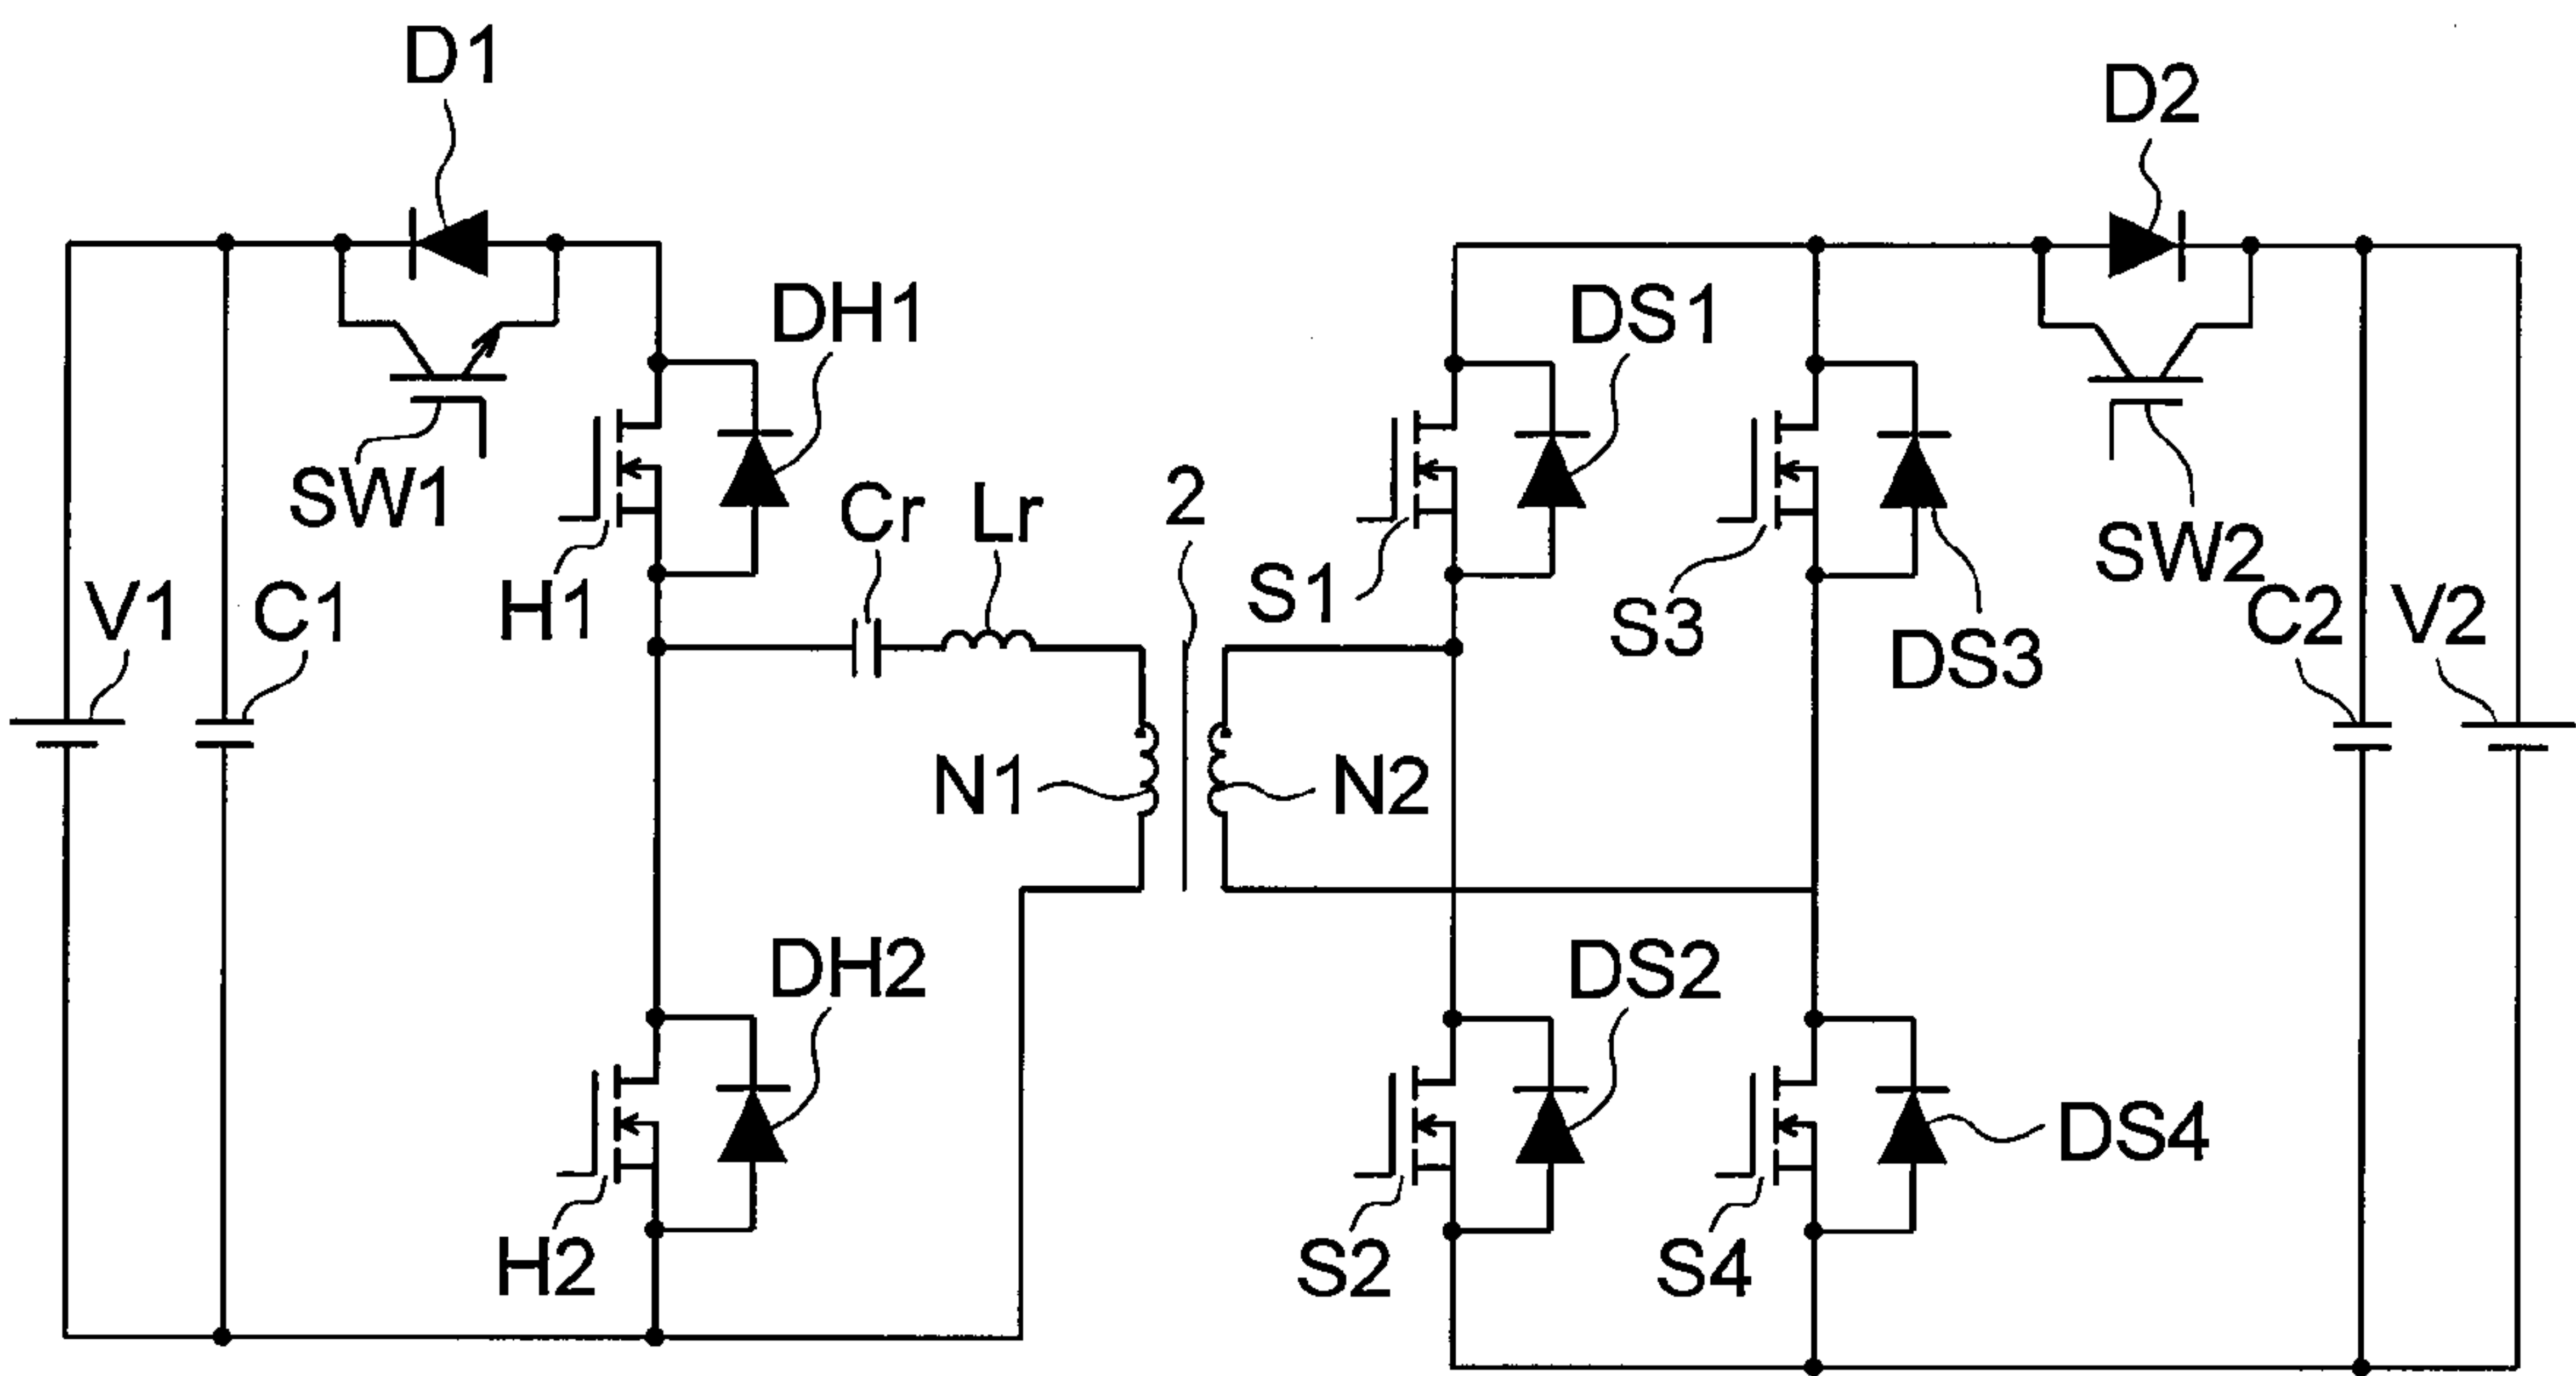 D1
D2
DH1
DS1
SW1
Cr
Lr
2
SW2
V1
C1
H1
S1
S3
DS3
C2
V2
N1
N2
DH2
DS2
DS4
H2
S2
S4